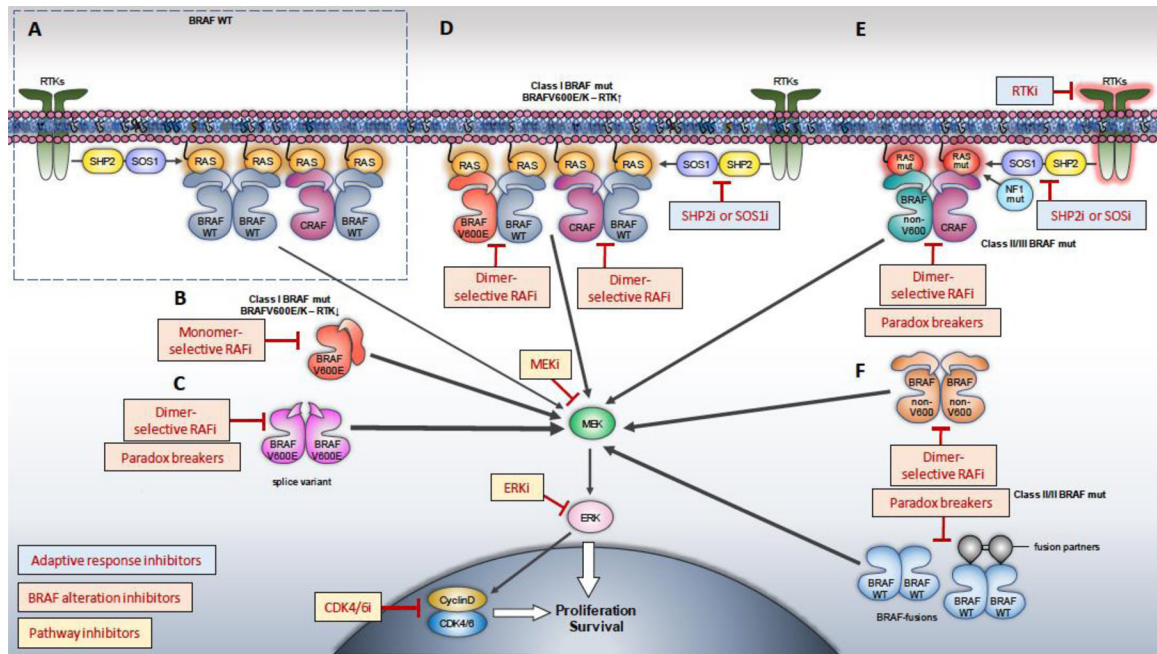 A
BRAF WT
RTKs
SHP2
SOS1
RAS
RAS
RAS
RAS
BRAF
WT
BRAF
WT
CRAF
BRAF
WT
D
Class I BRAF mut
BRAFV600E/K – RTK↑
RTKs
RAS
RAS
RAS
RAS
SOS1
SHP2
BRAF
V600E
BRAF
WT
CRAF
BRAF
WT
SHP2i or SOS1i
Dimer-
selective RAFi
Dimer-
selective RAFi
E
RTKi
RTKs
RAS
mut
RAS
mut
SOS1
SHP2
NF1
mut
BRAF
non-
V600
CRAF
SHP2i or SOSi
Class II/III BRAF mut
Dimer-
selective RAFi
Paradox breakers
B
Class I BRAF mut
BRAFV600E/K – RTK↓
Monomer-
selective RAFi
BRAF
V600E
C
Dimer-
selective RAFi
Paradox breakers
BRAF
V600E
BRAF
V600E
splice variant
MEKi
MEK
ERKi
ERK
F
BRAF
non-
V600
BRAF
non-
V600
Dimer-
selective RAFi
Paradox breakers
Class II/II BRAF mut
fusion partners
BRAF
WT
BRAF
WT
BRAF
WT
BRAF
WT
BRAF-fusions
Adaptive response inhibitors
BRAF alteration inhibitors
Pathway inhibitors
CDK4/6i
CyclinD
CDK4/6
Proliferation
Survival